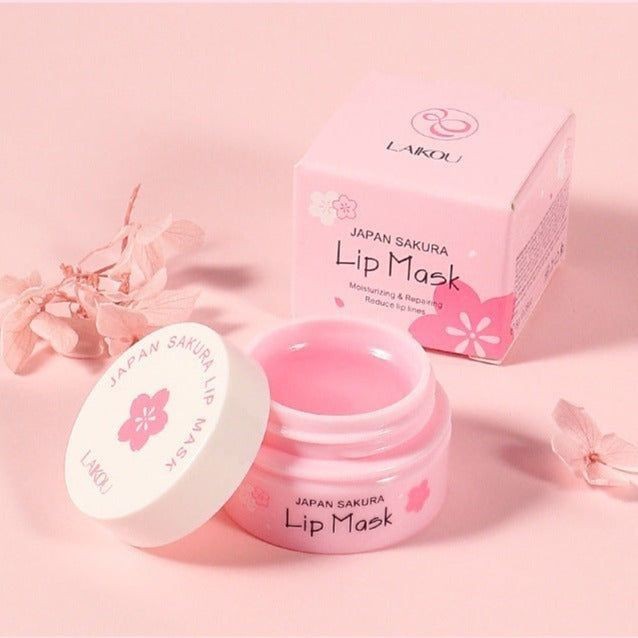 LAIKOU
JAPAN SAKURA
Lip Mask
Moisturizing & Repairing
Reduce lip lines
JAPAN SAKURA LIP MASK
LAIKOU
JAPAN SAKURA
Lip Mask